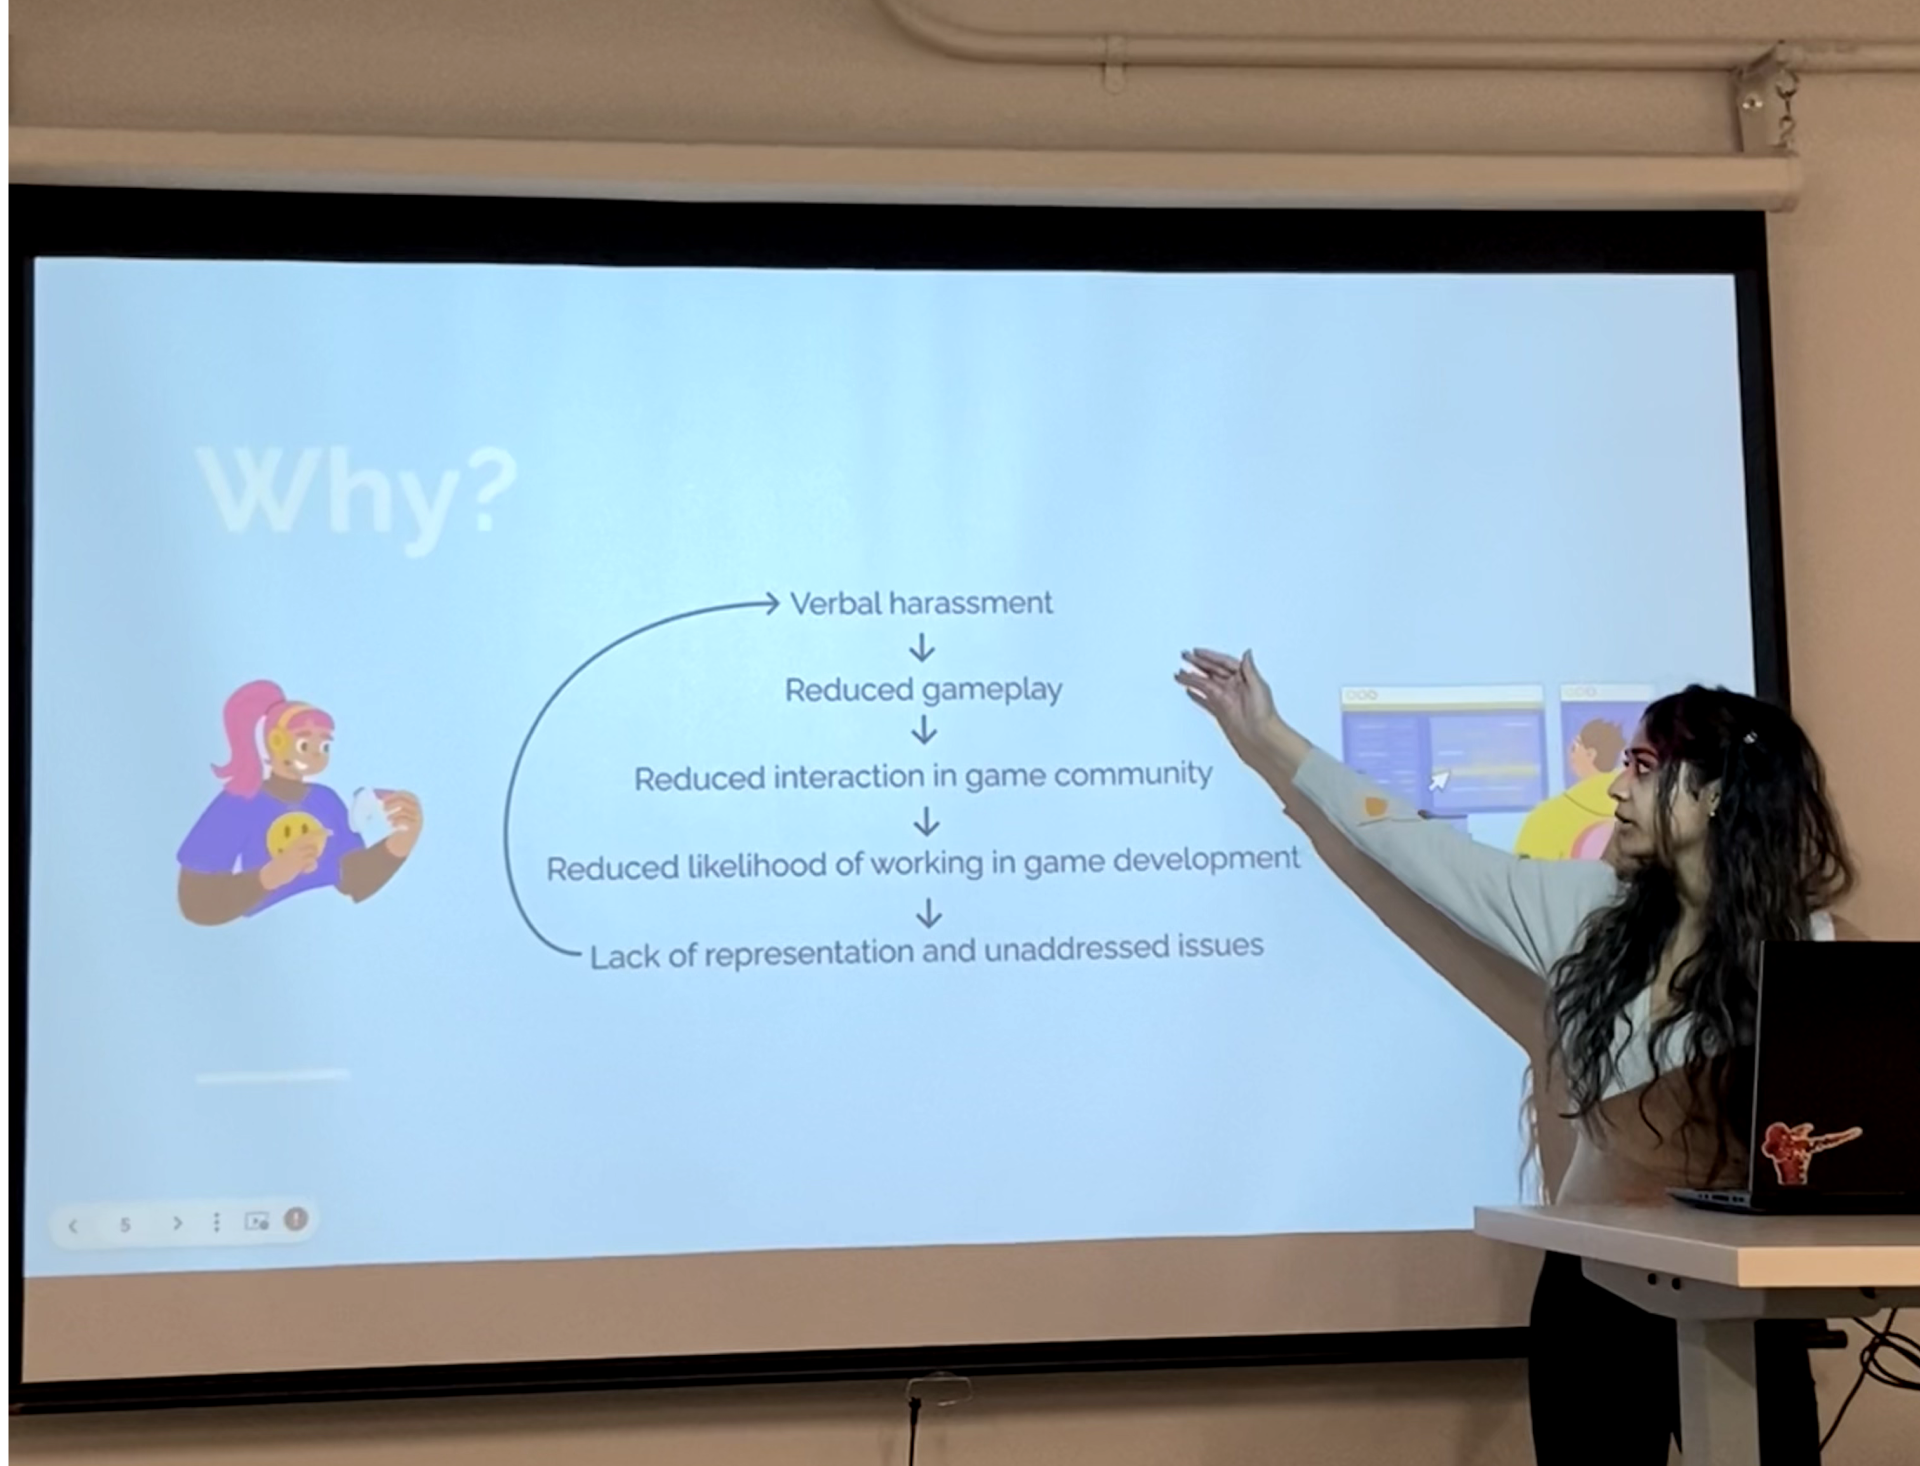 Why?
Verbal harassment
Reduced gameplay
Reduced interaction in game community
Reduced likelihood of working in game development
Lack of representation and unaddressed issues
5